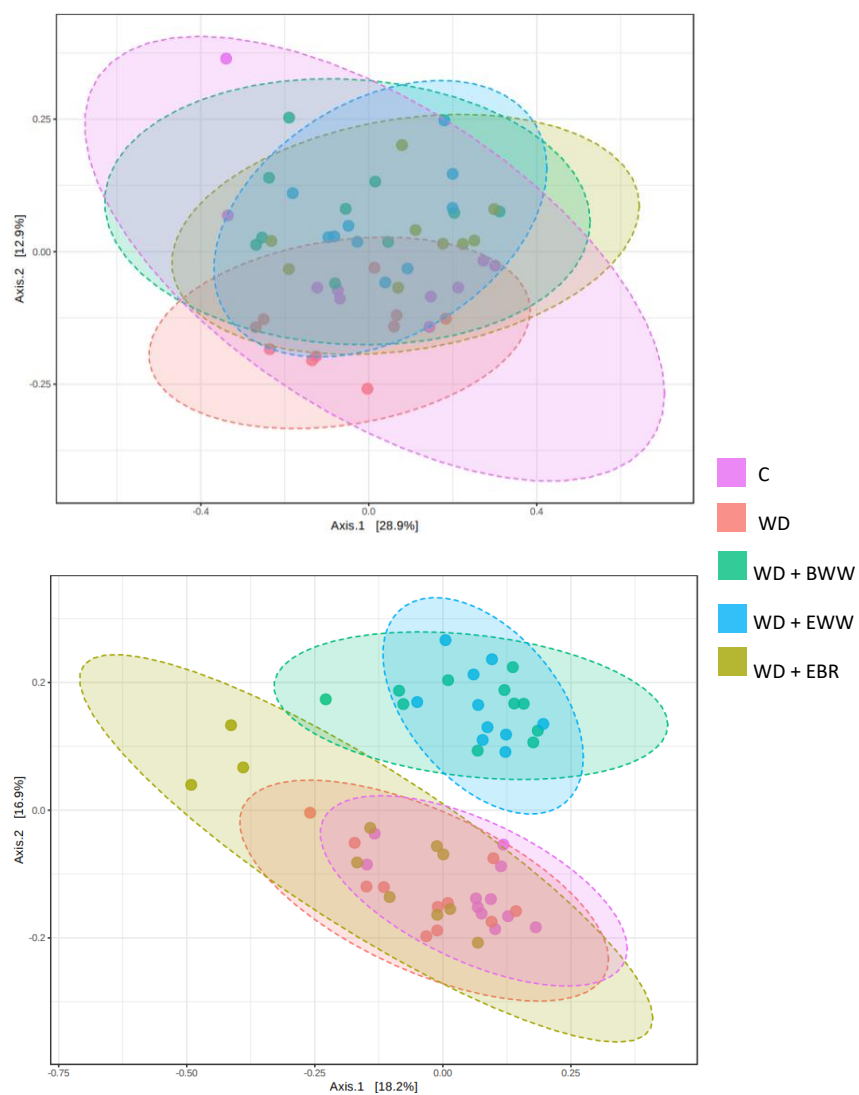 0.25
0.00
-0.25
Axis.2 [12.9%]
-0.4
0.0
0.4
Axis.1 [28.9%]
C
WD
WD + BWW
WD + EWW
WD + EBR
0.2
0.0
-0.2
Axis.2 [16.9%]
-0.75
-0.50
-0.25
0.00
0.25
Axis.1 [18.2%]